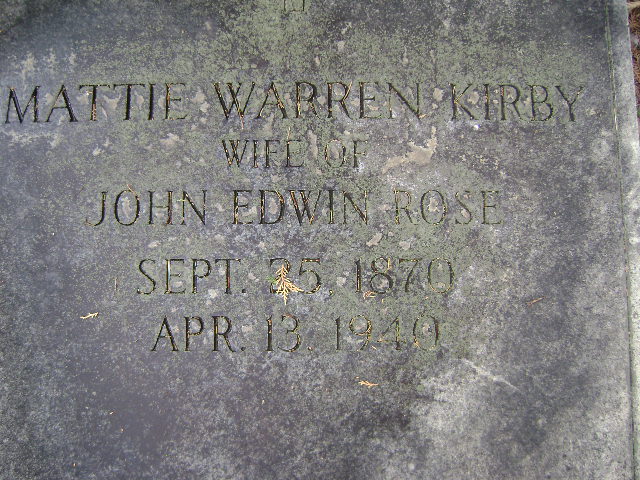 MATTIE WARREN KIRBY
WIFE OF
JOHN EDWIN ROSE
SEPT. 25. 1870
APR. 13. 1940